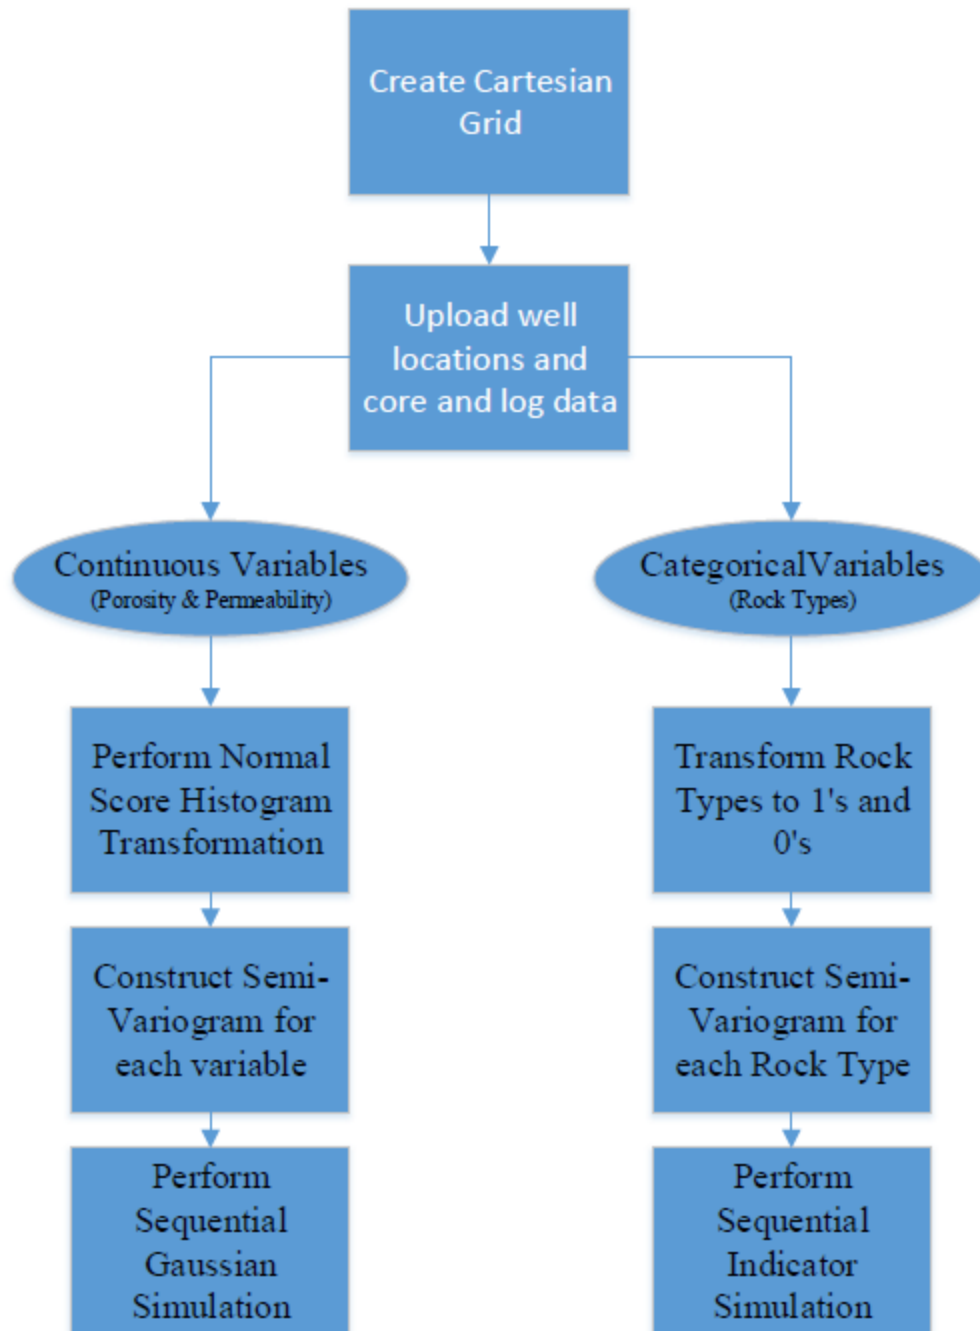 Create Cartesian
Grid
Upload well
locations and
core and log data
Continuous Variables
(Porosity & Permeability)
CategoricalVariables
(Rock Types)
Perform Normal
Score Histogram
Transformation
Transform Rock
Types to 1's and
0's
Construct Semi-
Variogram for
each variable
Construct Semi-
Variogram for
each Rock Type
Perform
Sequential
Gaussian
Simulation
Perform
Sequential
Indicator
Simulation